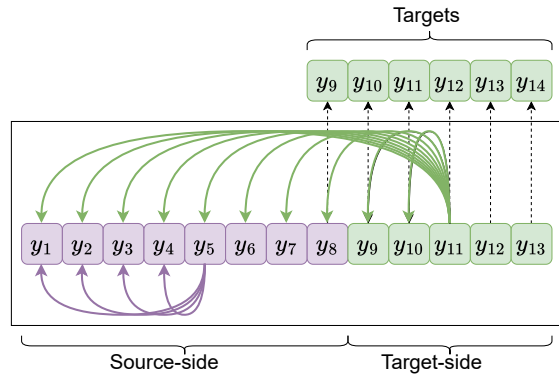 Targets
y₉ y₁₀ y₁₁ y₁₂ y₁₃ y₁₄
y₁ y₂ y₃ y₄ y₅ y₆ y₇ y₈ y₉ y₁₀ y₁₁ y₁₂ y₁₃
Source-side Target-side